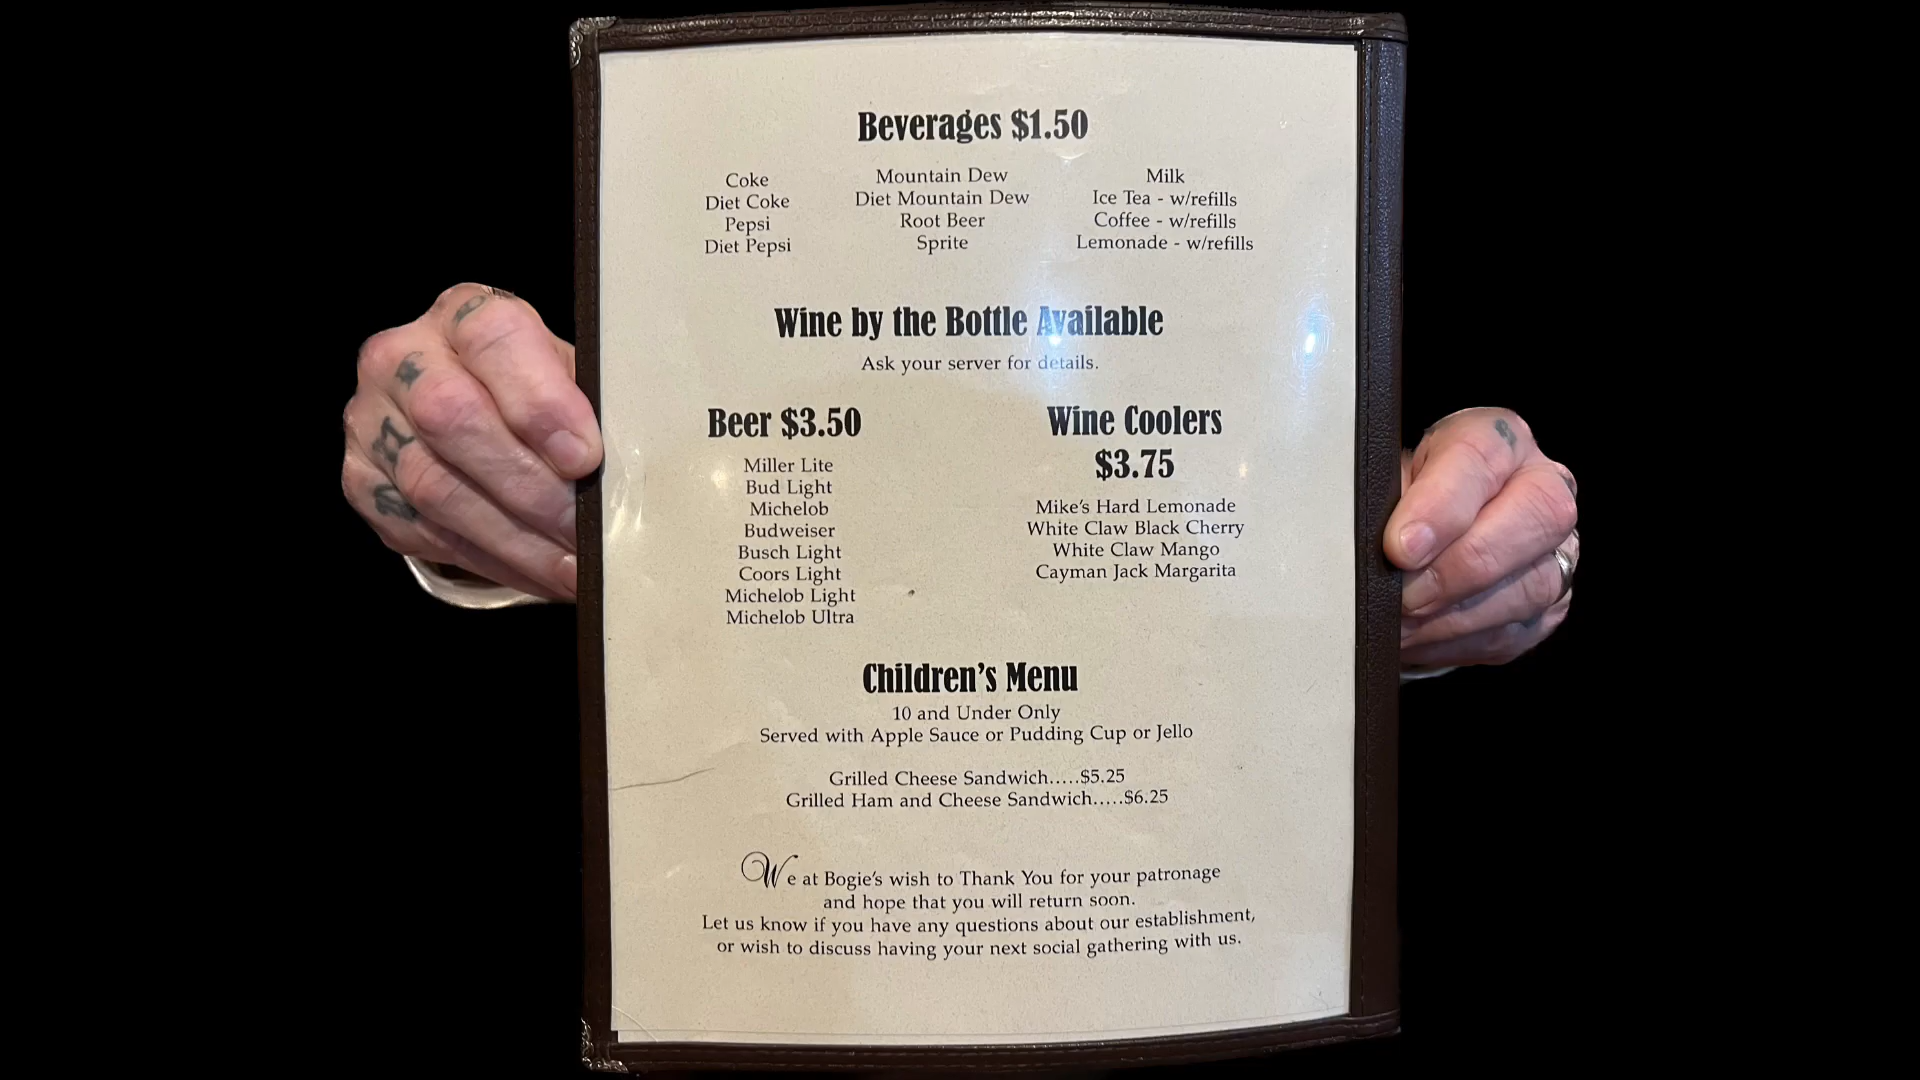 Beverages $1.50
Coke
Diet Coke
Pepsi
Diet Pepsi
Mountain Dew
Diet Mountain Dew
Root Beer
Sprite
Milk
Ice Tea - w/refills
Coffee - w/refills
Lemonade - w/refills
Wine by the Bottle Available
Ask your server for details.
Beer $3.50
Miller Lite
Bud Light
Michelob
Budweiser
Busch Light
Coors Light
Michelob Light
Michelob Ultra
Wine Coolers
$3.75
Mike's Hard Lemonade
White Claw Black Cherry
White Claw Mango
Cayman Jack Margarita
Children's Menu
10 and Under Only
Served with Apple Sauce or Pudding Cup or Jello
Grilled Cheese Sandwich.....$5.25
Grilled Ham and Cheese Sandwich.....$6.25
We at Bogie's wish to Thank You for your patronage
and hope that you will return soon.
Let us know if you have any questions about our establishment,
or wish to discuss having your next social gathering with us.